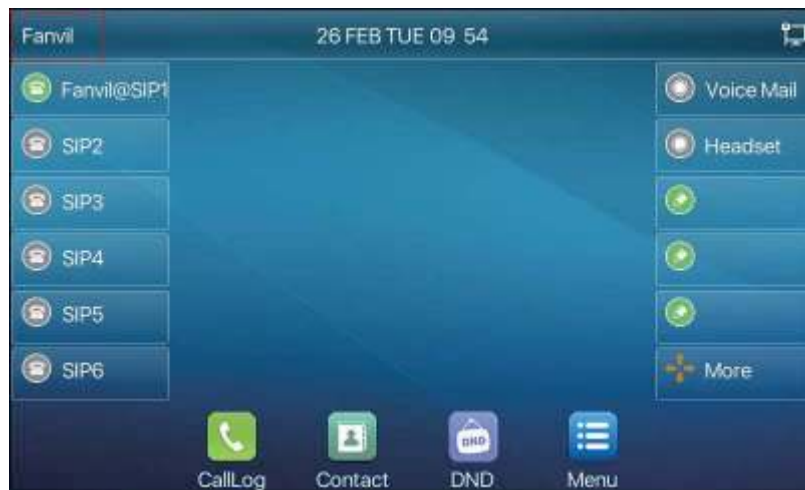 Fanvil
26 FEB TUE 09 54
Fanvil@SIP1
Voice Mail
SIP2
Headset
SIP3
SIP4
SIP5
SIP6
More
DND
CallLog
Contact
DND
Menu